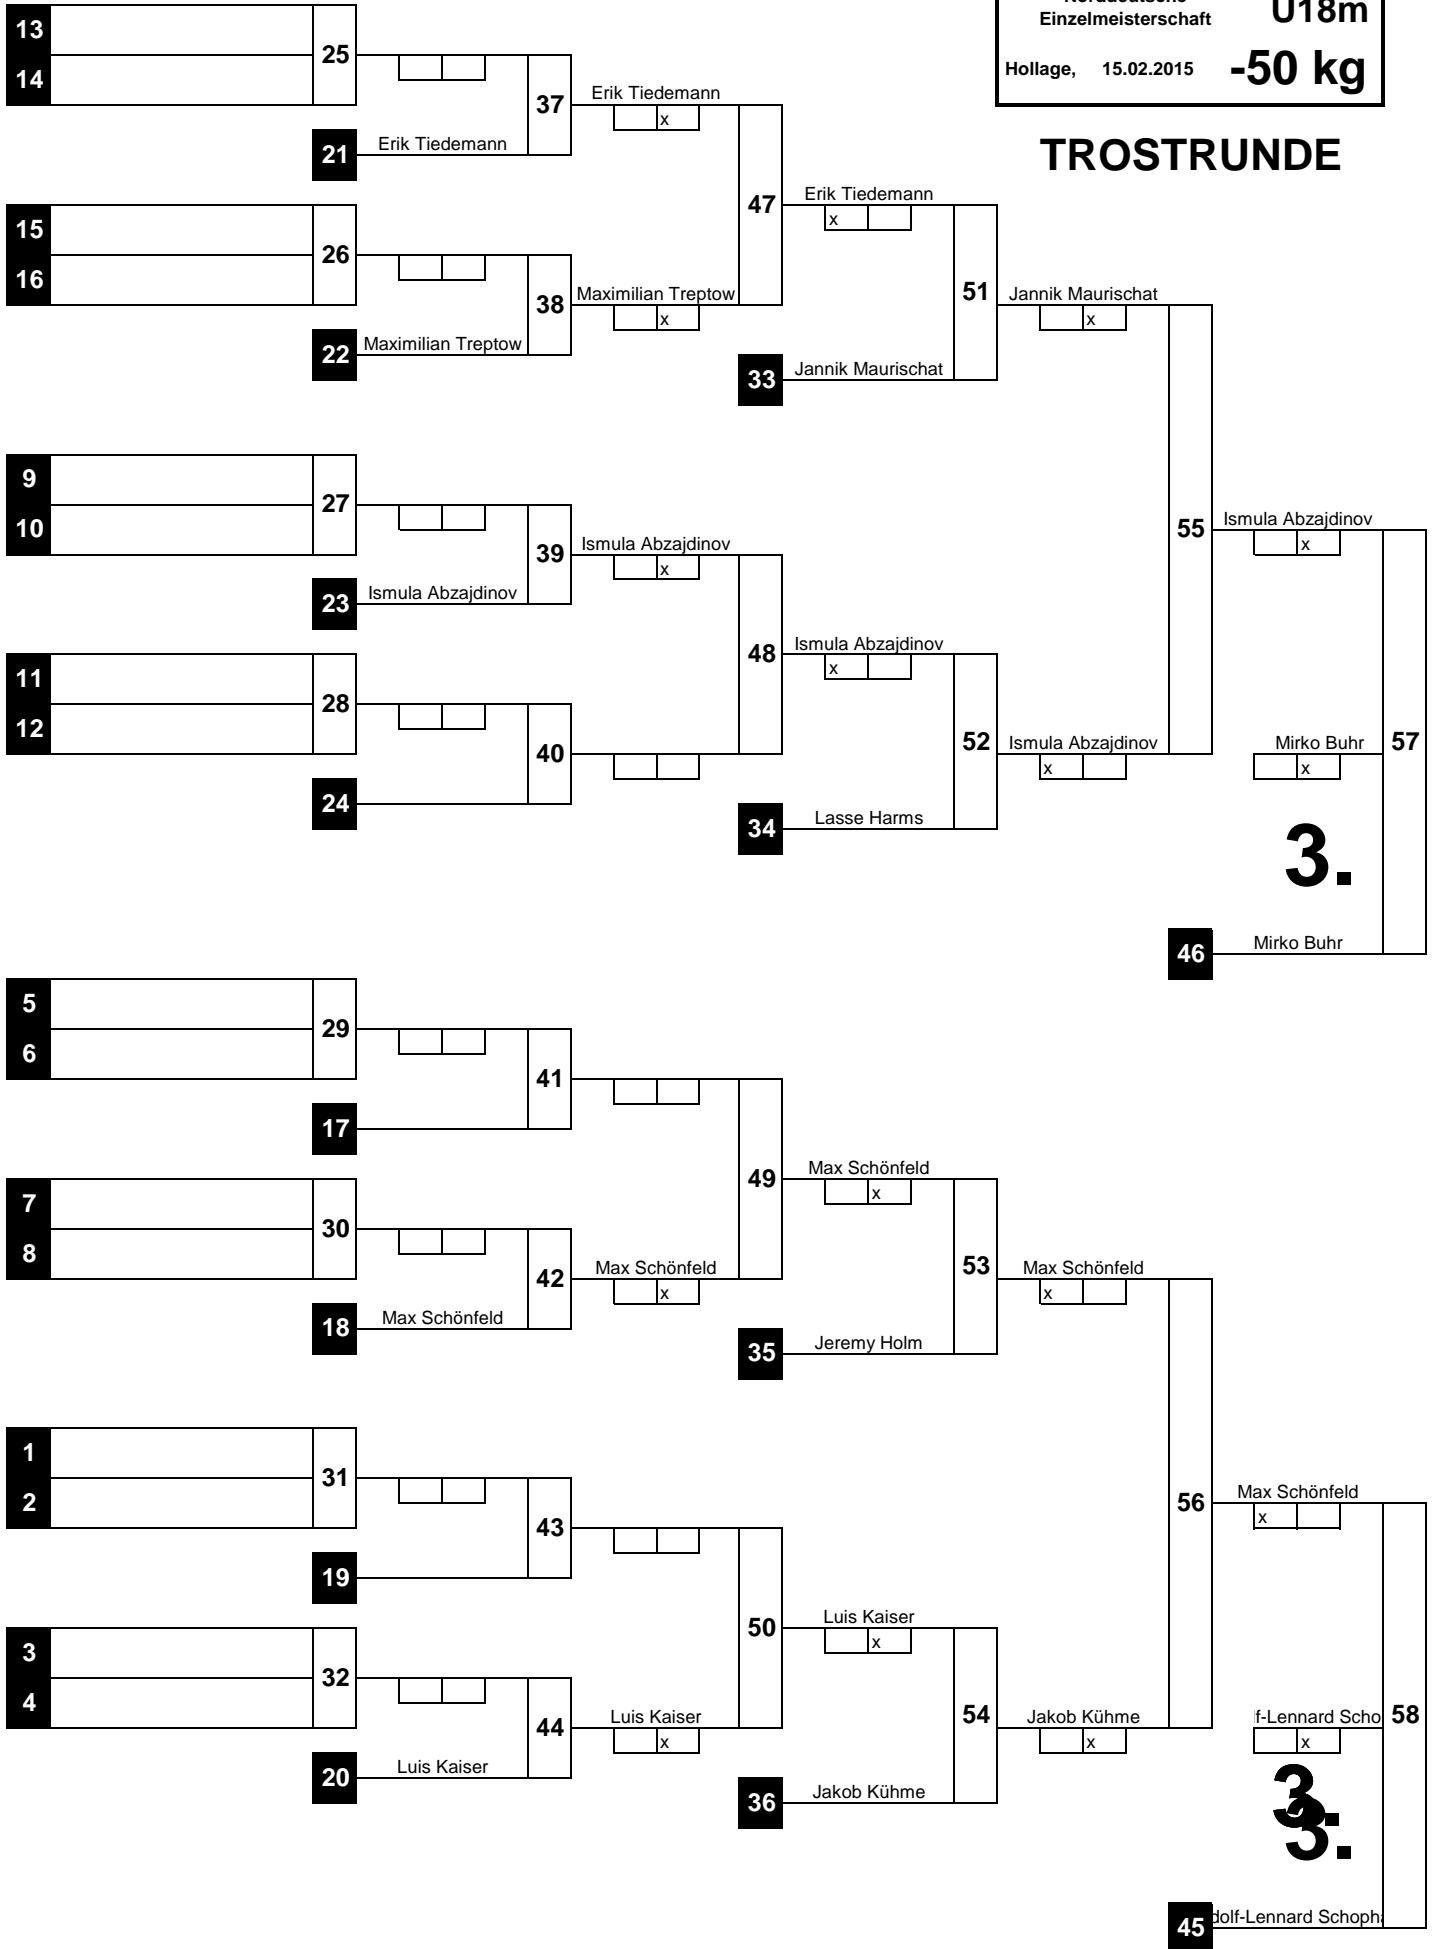 Einzelmeisterschaft
U18m
Hollage, 15.02.2015
-50 kg
TROSTRUNDE
13
14
25
37
Erik Tiedemann
x
21
Erik Tiedemann
47
Erik Tiedemann
x
15
16
26
38
Maximilian Treptow
x
22
Maximilian Treptow
51
Jannik Maurischat
x
33
Jannik Maurischat
9
10
27
39
Ismula Abzajdinov
x
23
Ismula Abzajdinov
55
Ismula Abzajdinov
x
48
Ismula Abzajdinov
x
11
12
28
40
24
52
Ismula Abzajdinov
x
34
Lasse Harms
Mirko Buhr
x
57
3.
46
Mirko Buhr
5
6
29
41
17
49
Max Schönfeld
x
7
8
30
42
Max Schönfeld
x
18
Max Schönfeld
53
Max Schönfeld
x
35
Jeremy Holm
1
2
31
43
19
56
Max Schönfeld
x
50
Luis Kaiser
x
3
4
32
44
Luis Kaiser
x
20
Luis Kaiser
54
Jakob Kühme
x
36
Jakob Kühme
f-Lennard Scho
x
58
3.
3.
45
dolf-Lennard Schoph